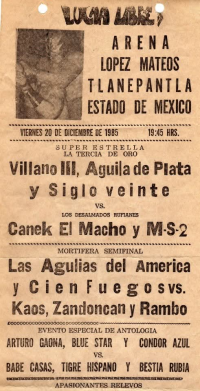 LUCHA LIBRE
ARENA
LOPEZ MATEOS
TLANEPANTLA
ESTADO DE MEXICO
VIERNES 20 DE DICIEMBRE DE 1985 19:45 HRS.
SUPER ESTRELLA
LA TERCIA DE ORO
Villano III, Aguila de Plata
y Siglo veinte
VS.
LOS DESALMADOS RUFIANES
Canek El Macho y M-S-2
MORTIFERA SEMIFINAL
Las Aguilas del America
y Cien Fuegos vs.
Kaos, Zandoncan y Rambo
EVENTO ESPECIAL DE ANTOLOGIA
ARTURO GAONA, BLUE STAR Y CONDOR AZUL
VS.
BABE CASAS, TIGRE HISPANO Y BESTIA RUBIA
APASIONANTES RELEVOS